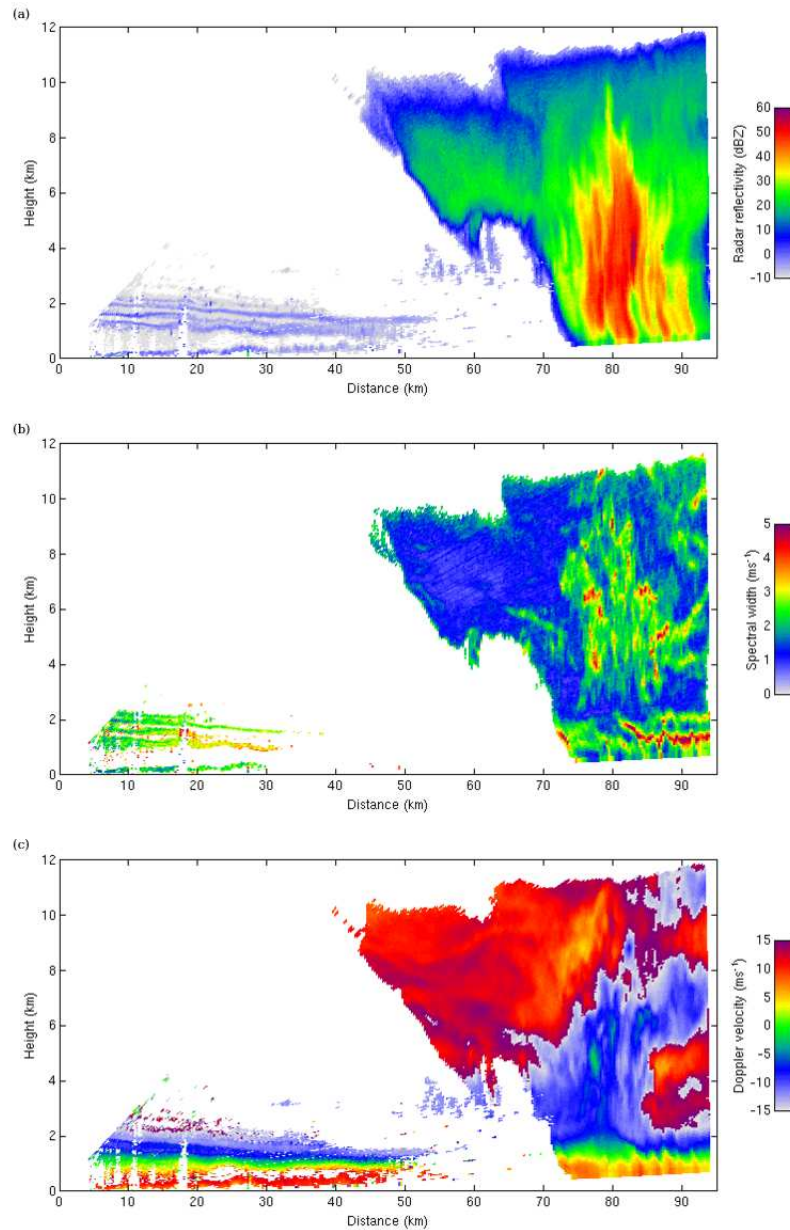 (a)
12
10
8
6
4
2
0
Height (km)
0 10 20 30 40 50 60 70 80 90
Distance (km)
60
50
40
30
20
10
0
-10
Radar reflectivity (dBZ)
(b)
12
10
8
6
4
2
0
Height (km)
0 10 20 30 40 50 60 70 80 90
Distance (km)
5
4
3
2
1
0
Spectral width (ms⁻¹)
(c)
12
10
8
6
4
2
0
Height (km)
0 10 20 30 40 50 60 70 80 90
Distance (km)
15
10
5
0
-5
-10
-15
Doppler velocity (ms⁻¹)